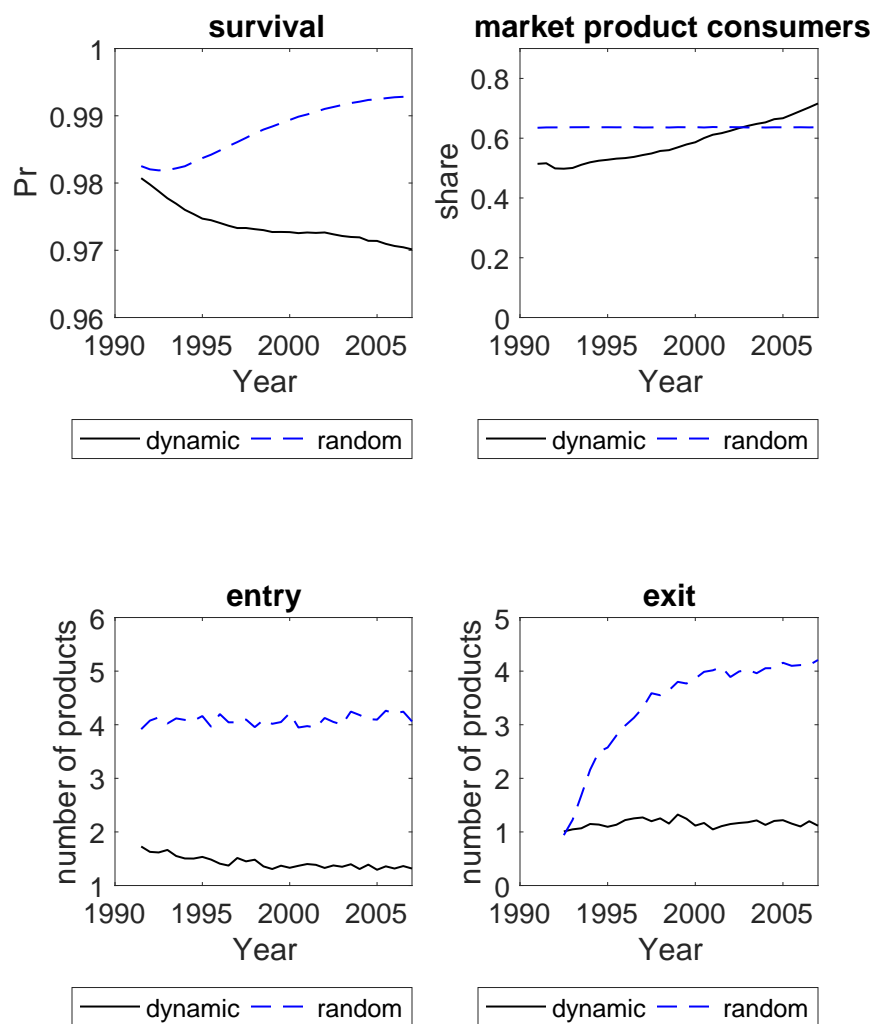 survival
1
0.99
0.98
0.97
0.96
Pr
1990 1995 2000 2005
Year
dynamic random
market product consumers
0.8
0.6
0.4
0.2
0
share
1990 1995 2000 2005
Year
dynamic random
entry
6
5
4
3
2
1
number of products
1990 1995 2000 2005
Year
dynamic random
exit
5
4
3
2
1
0
number of products
1990 1995 2000 2005
Year
dynamic random